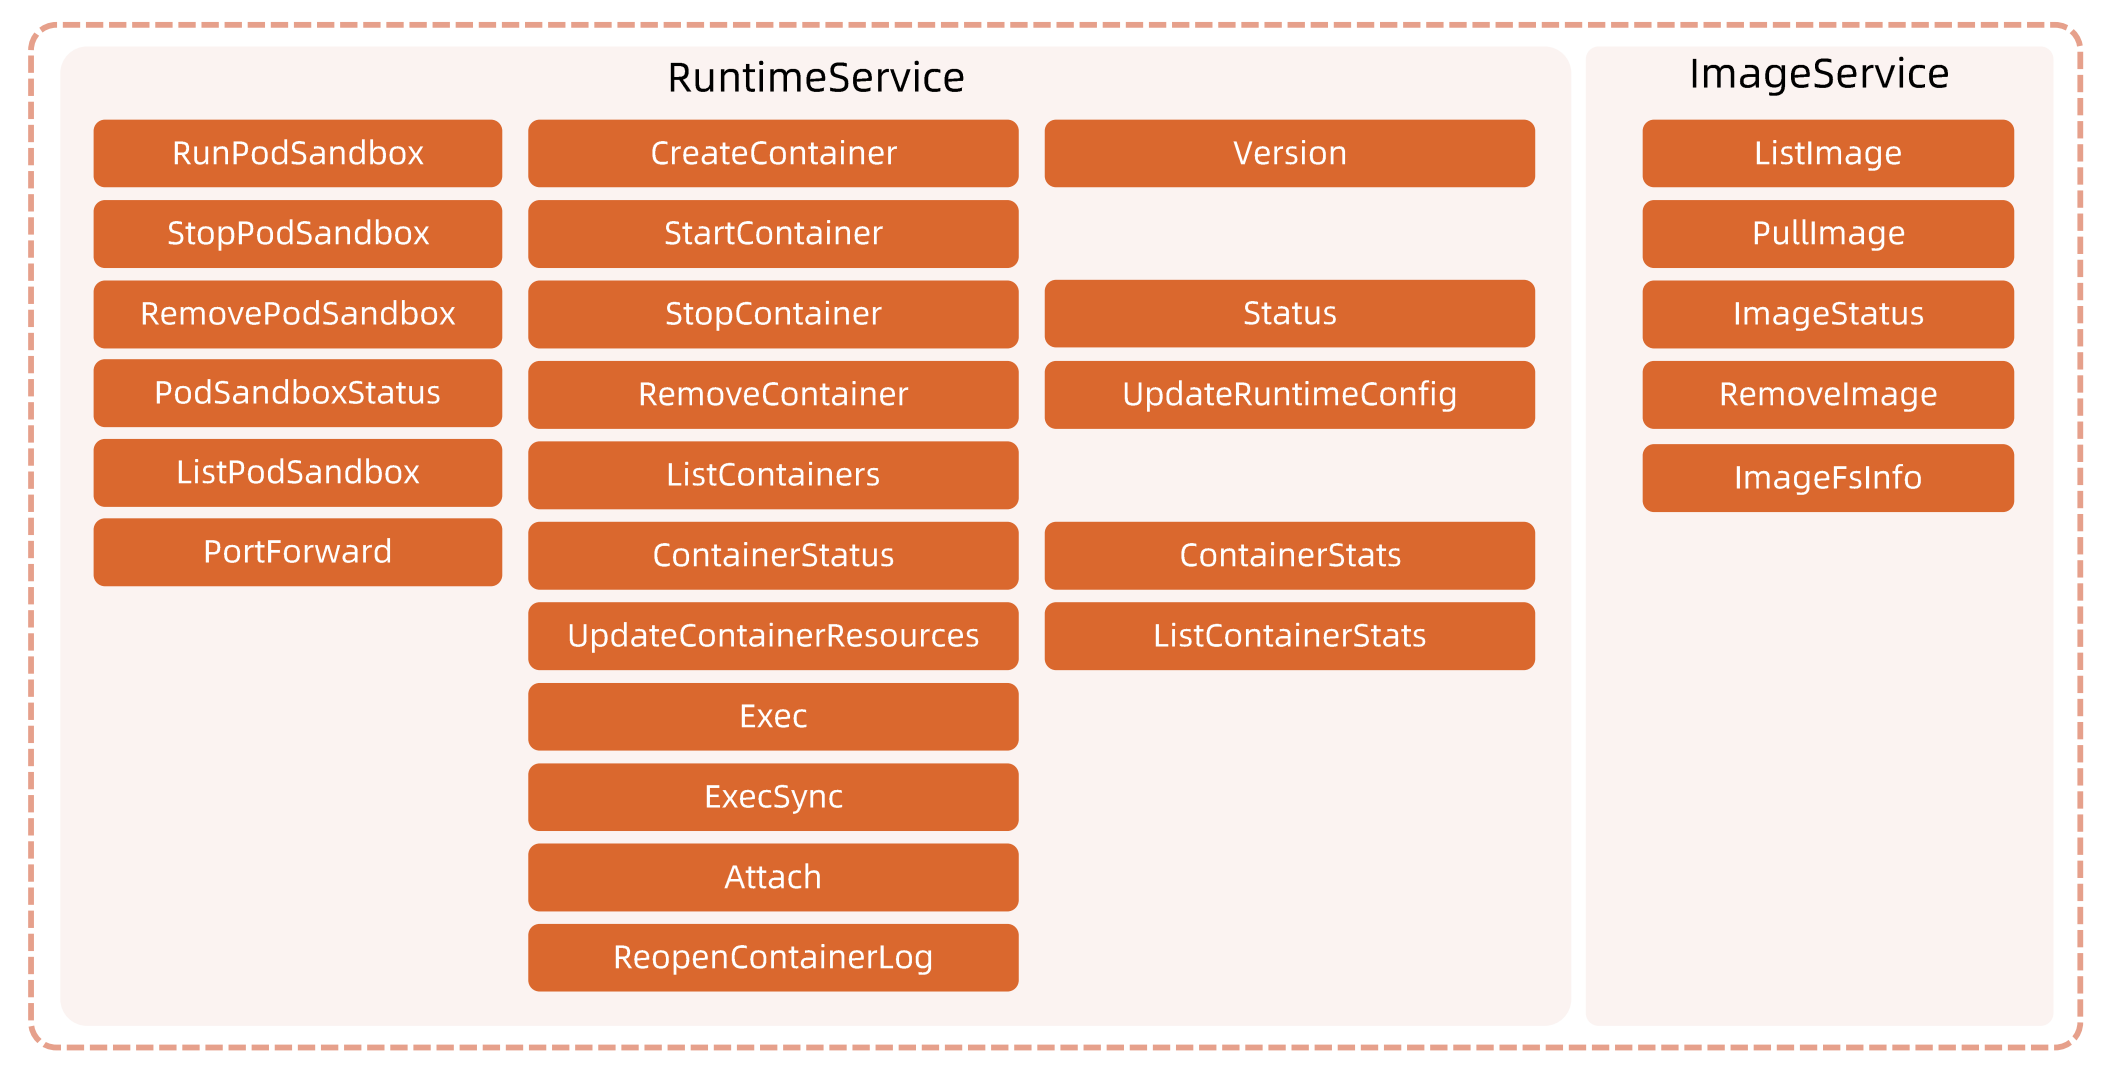 RuntimeService
RunPodSandbox
StopPodSandbox
RemovePodSandbox
PodSandboxStatus
ListPodSandbox
PortForward
CreateContainer
StartContainer
StopContainer
RemoveContainer
ListContainers
ContainerStatus
UpdateContainerResources
Exec
ExecSync
Attach
ReopenContainerLog
Version
Status
UpdateRuntimeConfig
ContainerStats
ListContainerStats
ImageService
ListImage
PullImage
ImageStatus
RemoveImage
ImageFsInfo